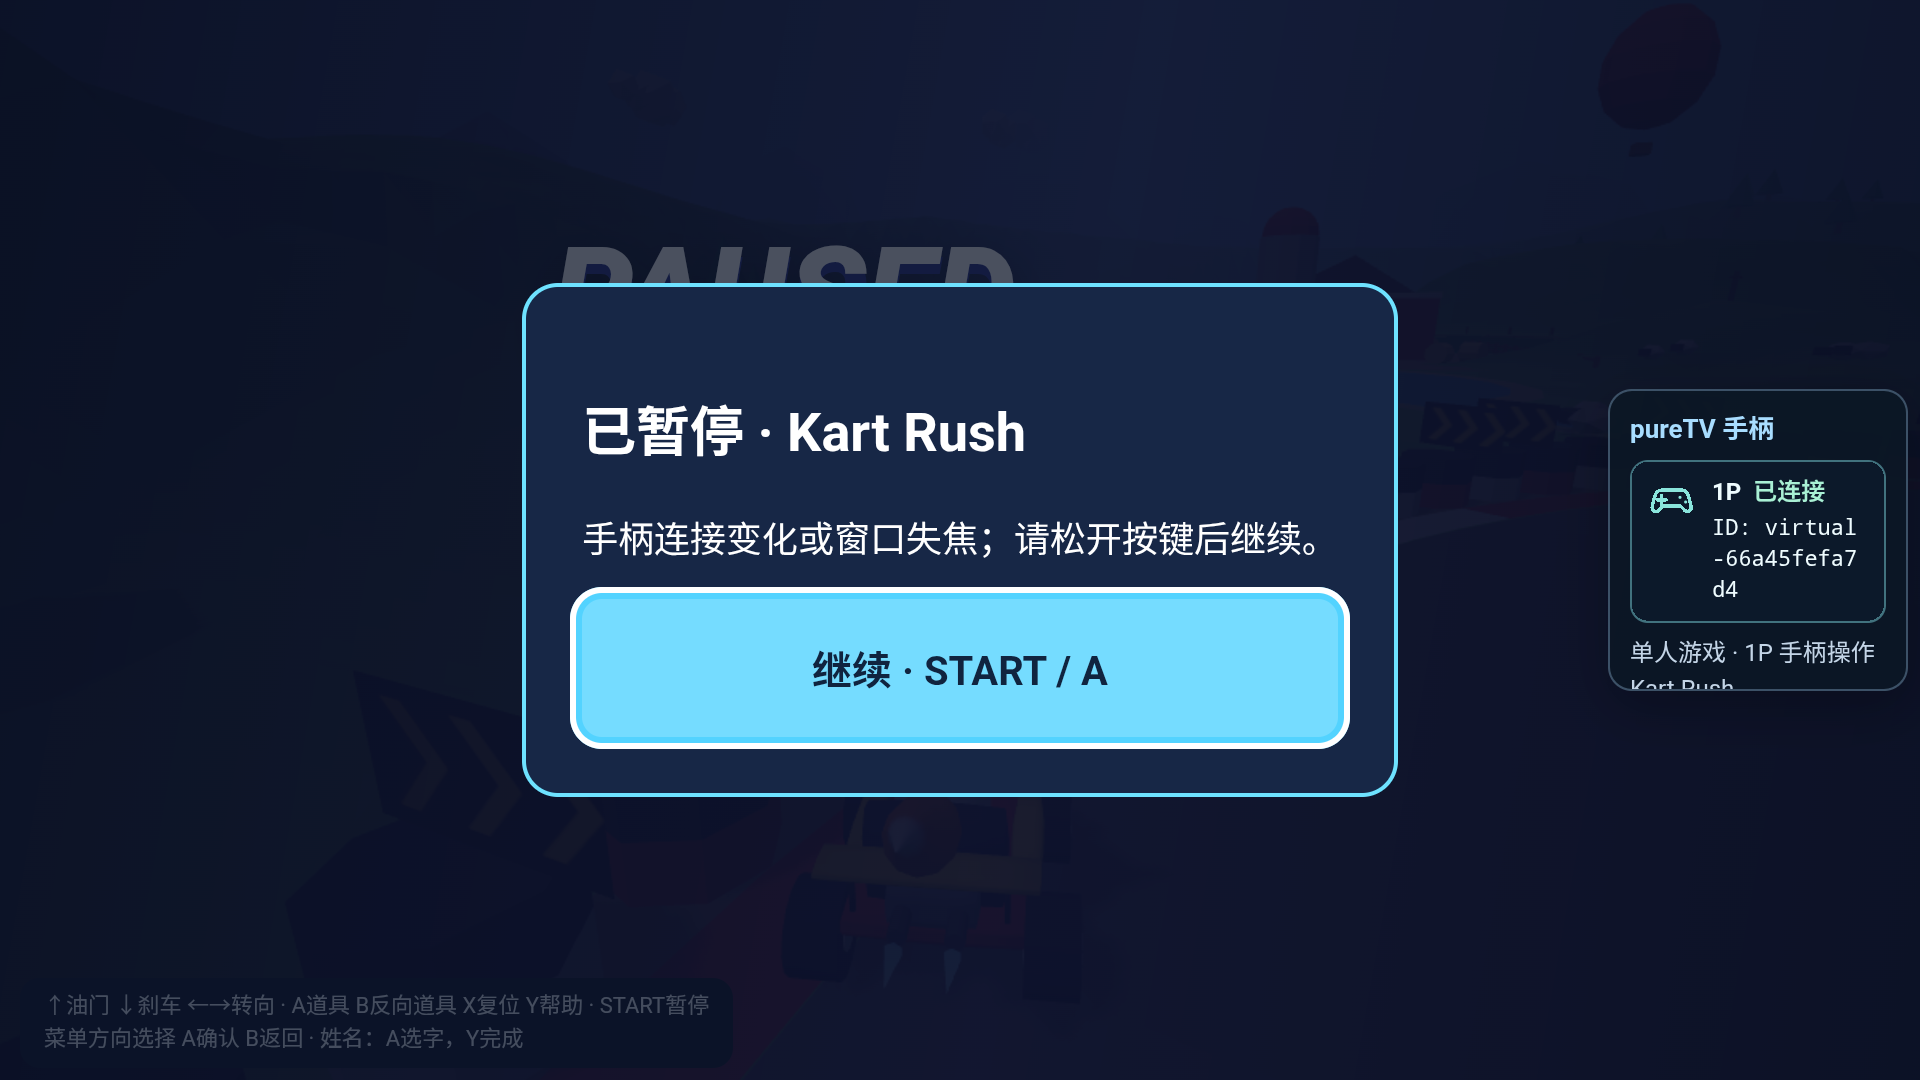 PAUSED
已暂停 · Kart Rush
手柄连接变化或窗口失焦；请松开按键后继续。
继续 · START / A
pureTV 手柄
1P 已连接
ID: virtual
-66a45fefa7
d4
单人游戏 · 1P 手柄操作
Kart Rush
↑油门 ↓刹车 ←→转向 · A道具 B反向道具 X复位 Y帮助 · START暂停
菜单方向选择 A确认 B返回 · 姓名：A选字，Y完成